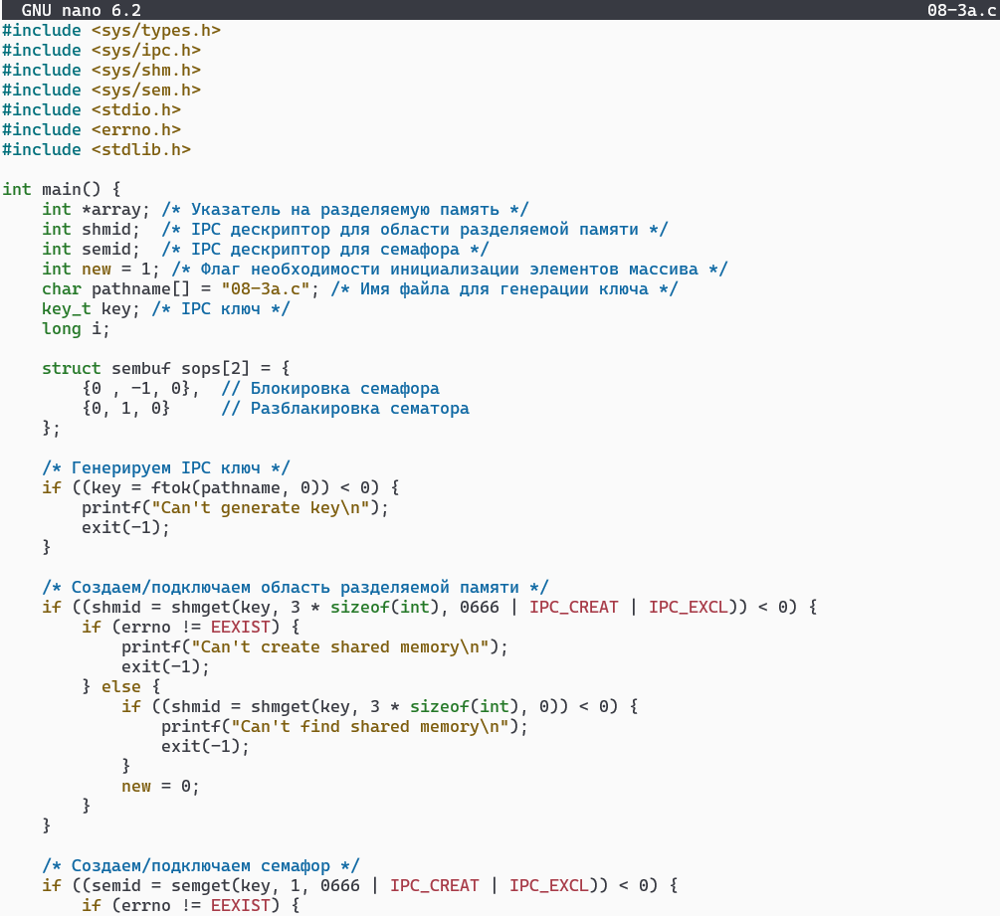 GNU nano 6.2 08-3a.c
#include <sys/types.h>
#include <sys/ipc.h>
#include <sys/shm.h>
#include <sys/sem.h>
#include <stdio.h>
#include <errno.h>
#include <stdlib.h>

int main() {
    int *array; /* Указатель на разделяемую память */
    int shmid;  /* IPC дескриптор для области разделяемой памяти */
    int semid;  /* IPC дескриптор для семафора */
    int new = 1; /* Флаг необходимости инициализации элементов массива */
    char pathname[] = "08-3a.c"; /* Имя файла для генерации ключа */
    key_t key; /* IPC ключ */
    long i;

    struct sembuf sops[2] = {
        {0 , -1, 0},  // Блокировка семафора
        {0, 1, 0}     // Разблакировка сематора
    };

    /* Генерируем IPC ключ */
    if ((key = ftok(pathname, 0)) < 0) {
        printf("Can't generate key\n");
        exit(-1);
    }

    /* Создаем/подключаем область разделяемой памяти */
    if ((shmid = shmget(key, 3 * sizeof(int), 0666 | IPC_CREAT | IPC_EXCL)) < 0) {
        if (errno != EEXIST) {
            printf("Can't create shared memory\n");
            exit(-1);
        } else {
            if ((shmid = shmget(key, 3 * sizeof(int), 0)) < 0) {
                printf("Can't find shared memory\n");
                exit(-1);
            }
            new = 0;
        }
    }

    /* Создаем/подключаем семафор */
    if ((semid = semget(key, 1, 0666 | IPC_CREAT | IPC_EXCL)) < 0) {
        if (errno != EEXIST) {